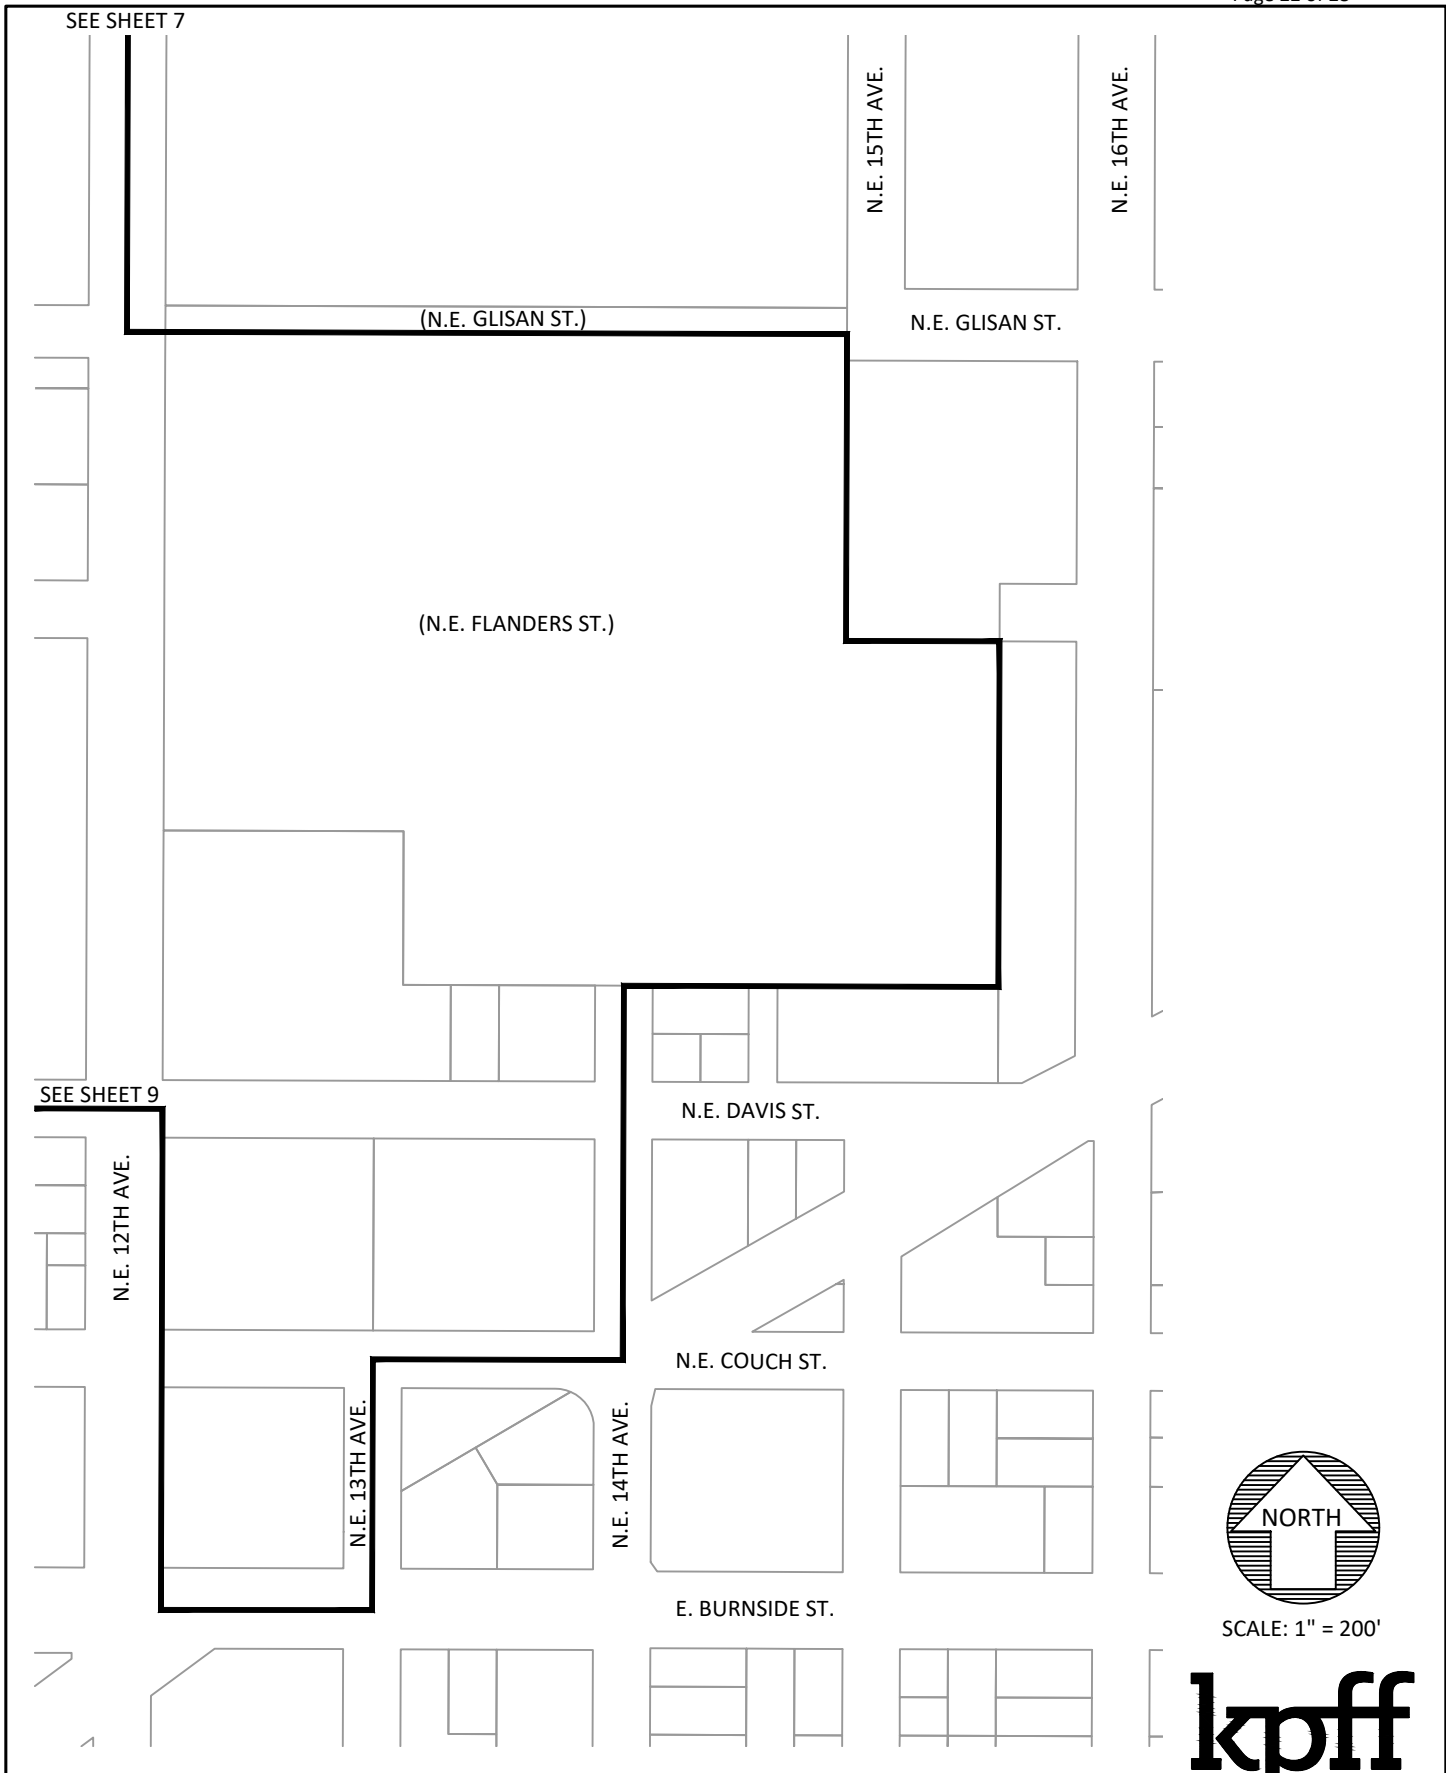 SEE SHEET 7
N.E. 15TH AVE.
N.E. 16TH AVE.
(N.E. GLISAN ST.)
N.E. GLISAN ST.
(N.E. FLANDERS ST.)
SEE SHEET 9
N.E. DAVIS ST.
N.E. 12TH AVE.
N.E. COUCH ST.
N.E. 13TH AVE.
N.E. 14TH AVE.
NORTH
E. BURNSIDE ST.
SCALE: 1" = 200'
kpff